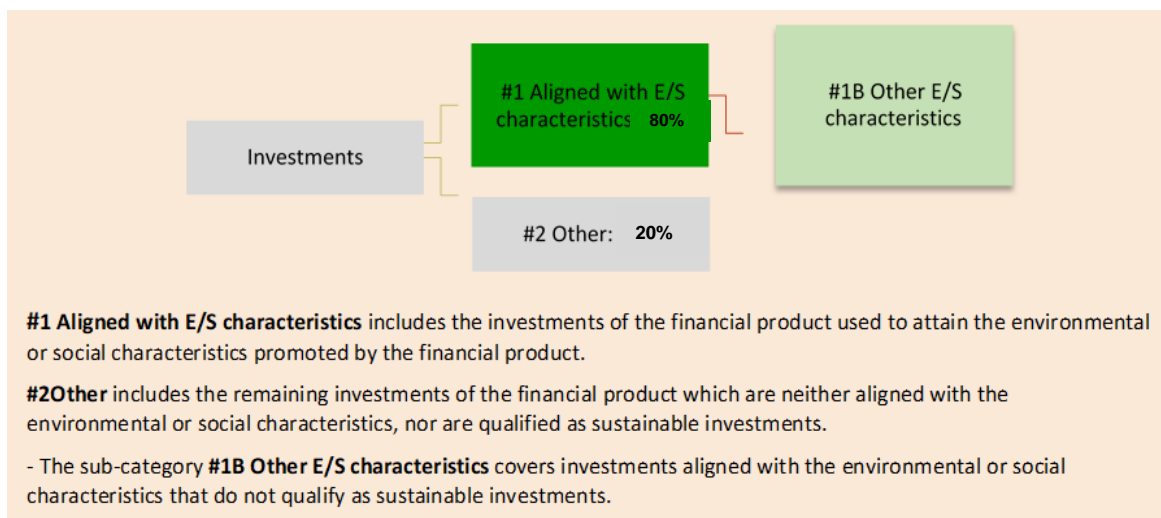 #1 Aligned with E/S
characteristics 80%
#1B Other E/S
characteristics
Investments
#2 Other: 20%
#1 Aligned with E/S characteristics includes the investments of the financial product used to attain the environmental
or social characteristics promoted by the financial product.
#2Other includes the remaining investments of the financial product which are neither aligned with the
environmental or social characteristics, nor are qualified as sustainable investments.
- The sub-category #1B Other E/S characteristics covers investments aligned with the environmental or social
characteristics that do not qualify as sustainable investments.